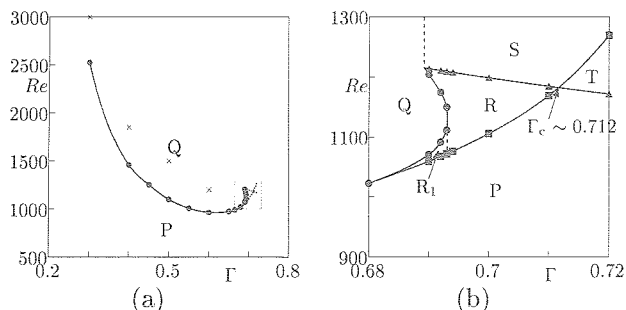 3000
2500
Re
2000
1500
1000
500
Q
P
0.2
0.5
Γ
0.8
(a)
1300
Re
1100
900
S
T
Q
R
Γc ~ 0.712
R1
P
0.68
0.7
Γ
0.72
(b)